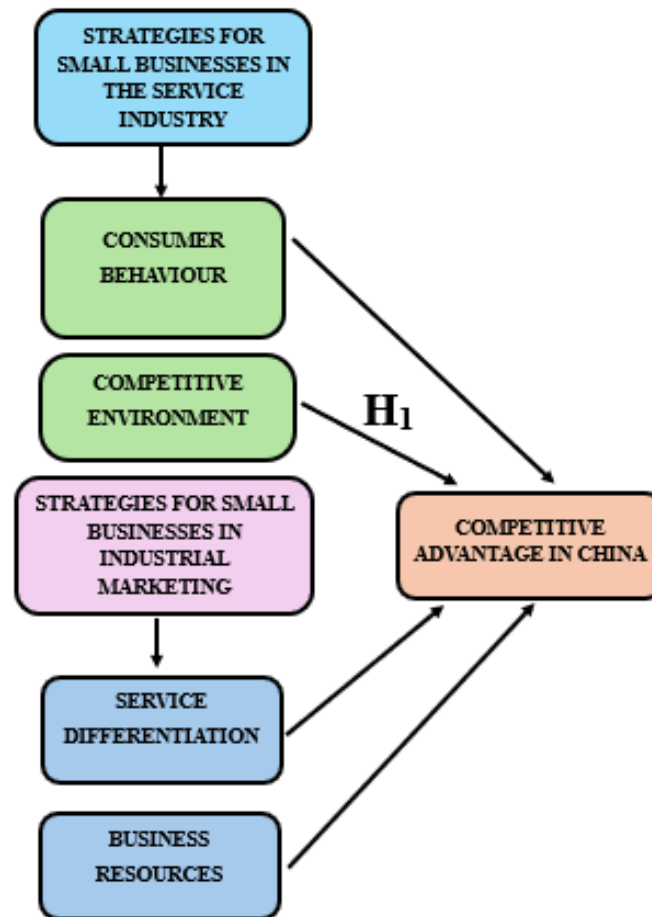 STRATEGIES FOR
SMALL BUSINESSES IN
THE SERVICE
INDUSTRY
CONSUMER
BEHAVIOUR
COMPETITIVE
ENVIRONMENT
H1
STRATEGIES FOR SMALL
BUSINESSES IN
INDUSTRIAL
MARKETING
COMPETITIVE
ADVANTAGE IN CHINA
SERVICE
DIFFERENTIATION
BUSINESS
RESOURCES